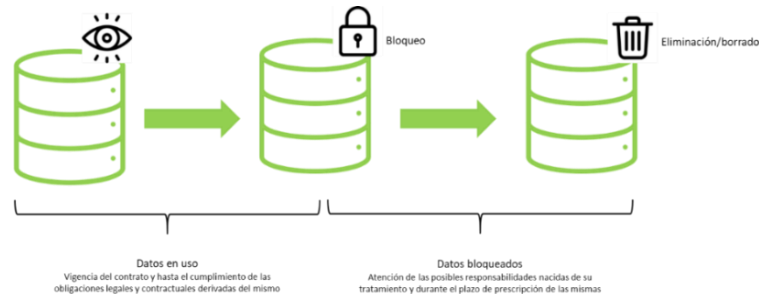 Bloqueo
Eliminación/borrado
Datos en uso
Vigencia del contrato y hasta el cumplimiento de las
obligaciones legales y contractuales derivadas del mismo
Datos bloqueados
Atención de las posibles responsabilidades nacidas de su
tratamiento y durante el plazo de prescripción de las mismas